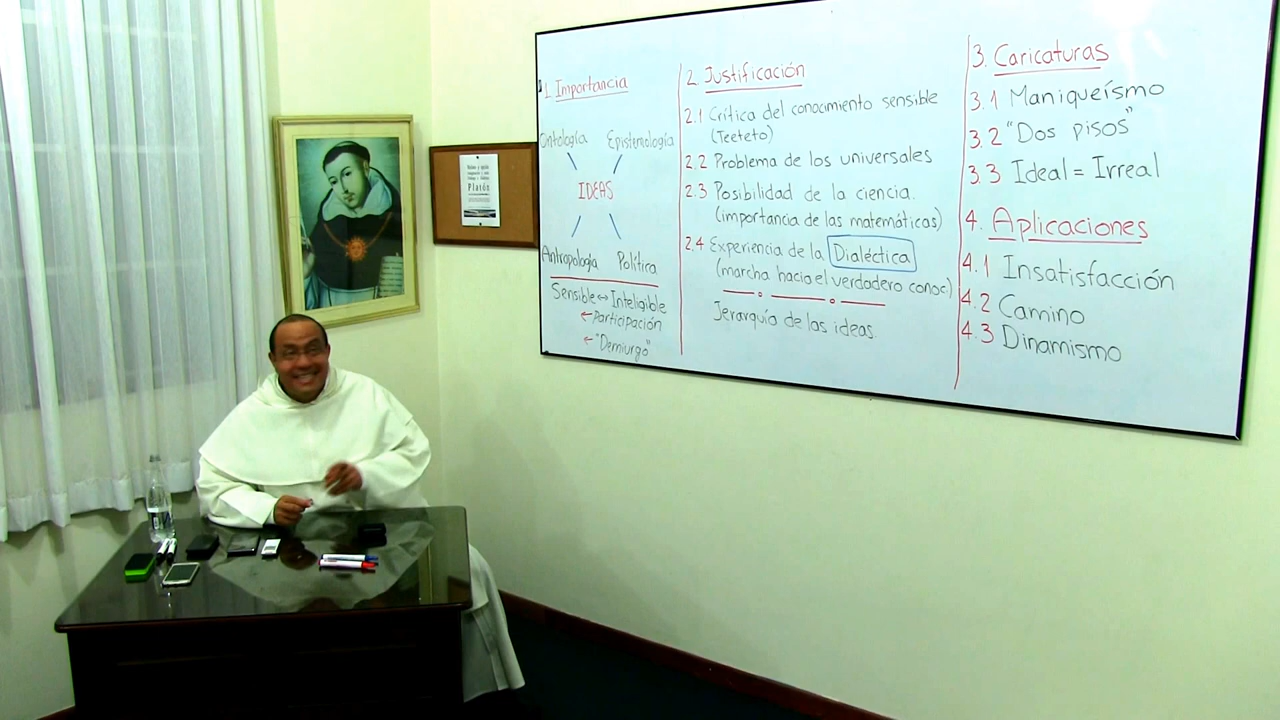 Platón
1. Importancia
Ontología Epistemología
IDEAS
Antropología Política
Sensible ↔ Inteligible
← Participación
← "Demiurgo"
2. Justificación
2.1 Crítica del conocimiento sensible
(Teeteto)
2.2 Problema de los universales
2.3 Posibilidad de la ciencia.
(importancia de las matemáticas)
2.4 Experiencia de la Dialéctica
(marcha hacia el verdadero conoc)
Jerarquía de las ideas.
3. Caricaturas
3.1 Maniqueísmo
3.2 "Dos pisos"
3.3 Ideal = Irreal
4. Aplicaciones
4.1 Insatisfacción
4.2 Camino
4.3 Dinamismo